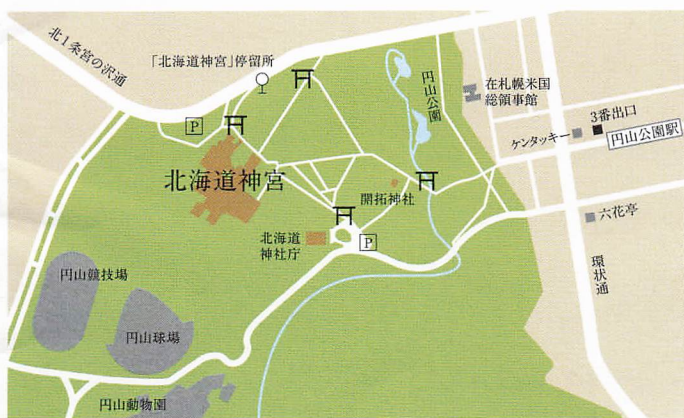 北1条宮の沢通
「北海道神宮」停留所
P
円山公園
在札幌米国
総領事館
3番出口
ケンタッキー
円山公園駅
北海道神宮
開拓神社
北海道
神社庁
P
六花亭
環状通
円山競技場
円山球場
円山動物園